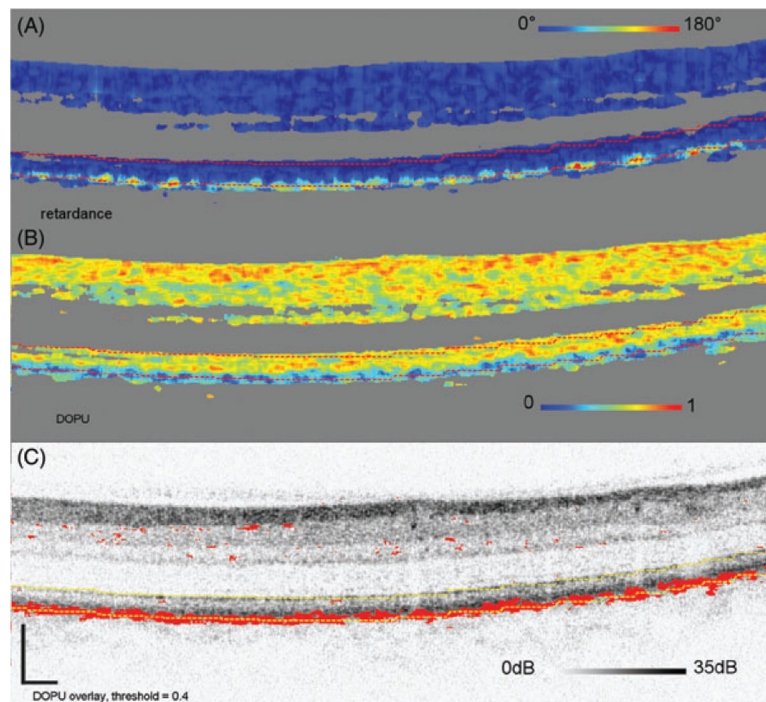 (A)
0° 180°
retardance
(B)
DOPU
0 1
(C)
0dB 35dB
DOPU overlay, threshold = 0.4